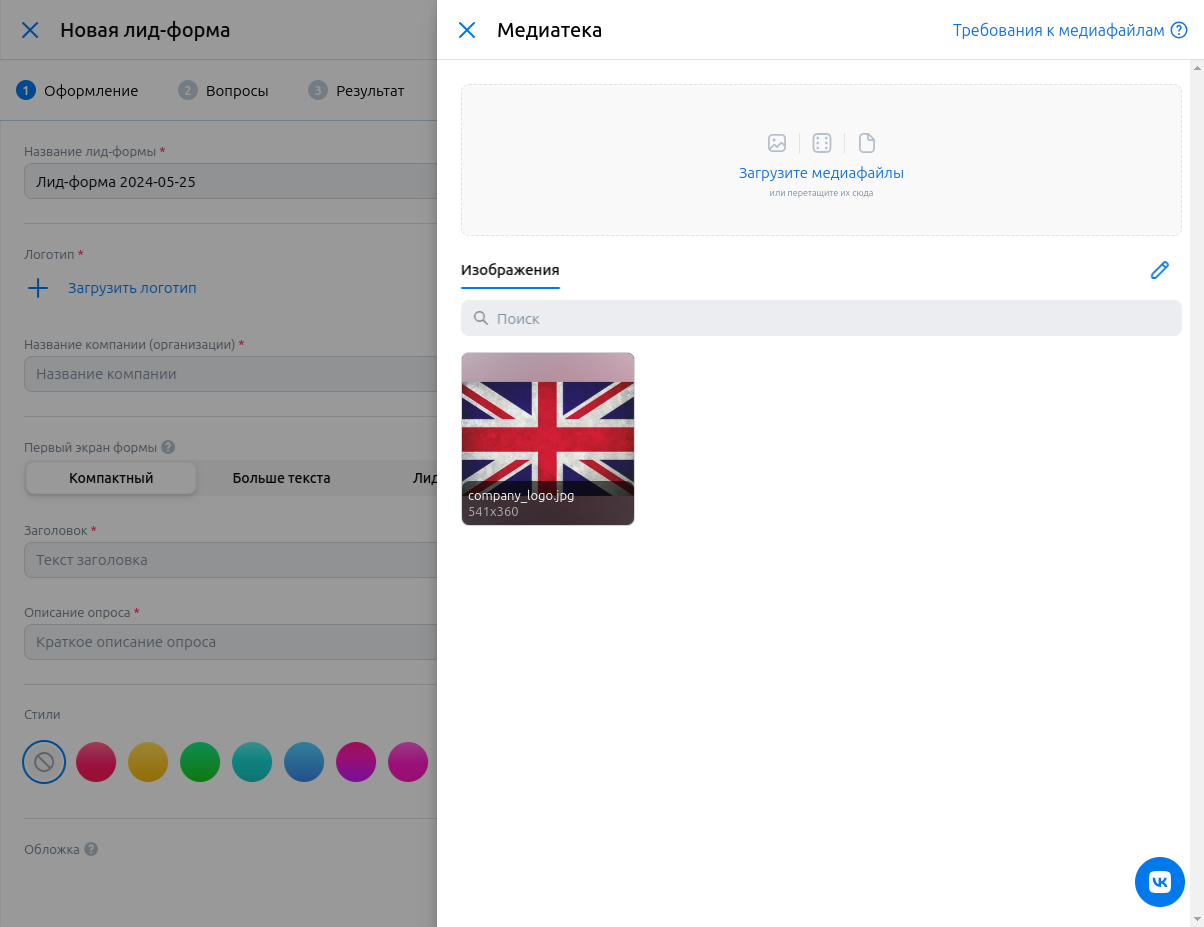 Новая лид-форма
1 Оформление 2 Вопросы 3 Результат
Название лид-формы *
Лид-форма 2024-05-25
Логотип *
Загрузить логотип
Название компании (организации) *
Название компании
Первый экран формы ?
Компактный Больше текста
Заголовок *
Текст заголовка
Описание опроса *
Краткое описание опроса
Стили
Обложка ?
Медиатека
Требования к медиафайлам ?
Загрузите медиафайлы
или перетащите их сюда
Изображения
Поиск
company_logo.jpg
541x360